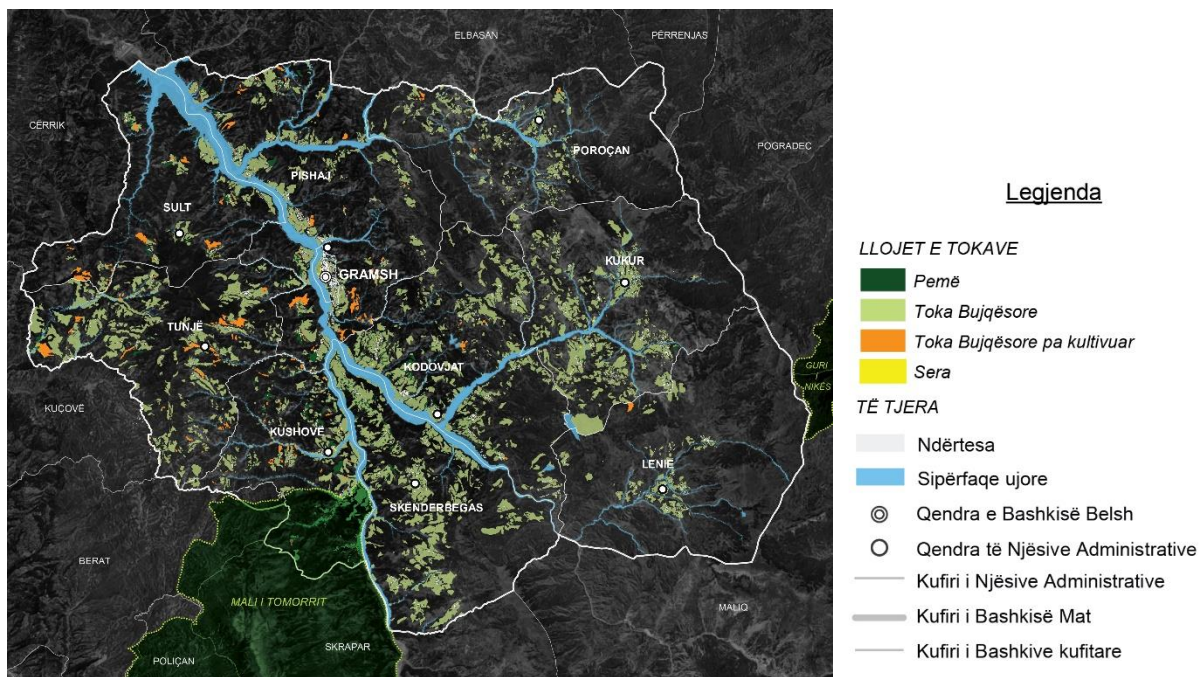 ELBASAN
PËRRENJAS
CËRRIK
POGRADEC
POROÇAN
PISHAJ
SULT
KUKUR
GRAMSH
TUNJË
KODOVJAT
GURI
I
NIKËS
KUÇOVË
KUSHOVË
LENIE
SKENDERBEGAS
BERAT
MALI I TOMORRIT
MALIQ
SKRAPAR
POLIÇAN
Legjenda
LLOJET E TOKAVE
Pemë
Toka Bujqësore
Toka Bujqësore pa kultivuar
Sera
TË TJERA
Ndërtesa
Sipërfaqe ujore
Qendra e Bashkisë Belsh
Qendra të Njësive Administrative
Kufiri i Njësive Administrative
Kufiri i Bashkisë Mat
Kufiri i Bashkive kufitare